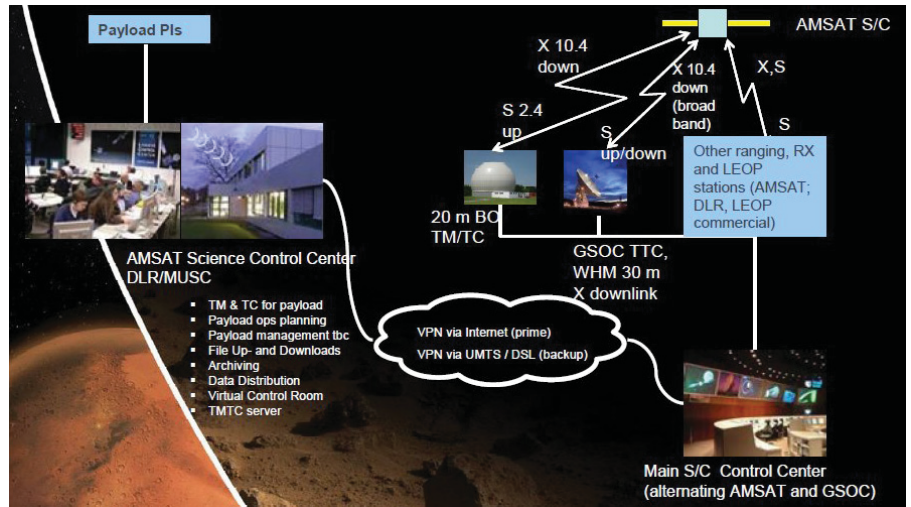 Payload PIs
AMSAT S/C
X 10.4
down
X 10.4
down
(broad
band)
X,S
S 2.4
up
S
up/down
S
Other ranging, RX
and LEOP
stations (AMSAT;
DLR, LEOP
commercial)
20 m BO
TM/TC
GSOC TTC,
WHM 30 m
X downlink
AMSAT Science Control Center
DLR/MUSC
▪ TM & TC for payload
▪ Payload ops planning
▪ Payload management tbc
▪ File Up- and Downloads
▪ Archiving
▪ Data Distribution
▪ Virtual Control Room
▪ TMTC server
VPN via Internet (prime)
VPN via UMTS / DSL (backup)
Main S/C Control Center
(alternating AMSAT and GSOC)